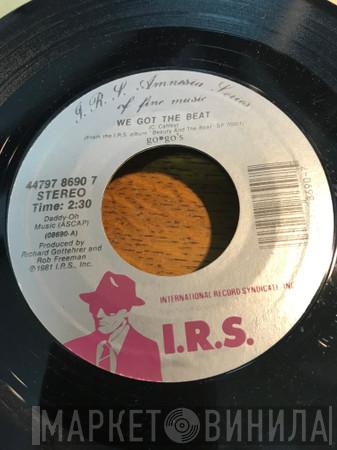 I.R.S. Amnesia Series
of fine music
WE GOT THE BEAT
(C. Caffey)
(From the I.R.S. album "Beauty And The Beat" SP 70021)
go•go's
44797 8690 7
STEREO
Time: 2:30
Daddy-Oh
Music (ASCAP)
(08690-A)
Produced by
Richard Gottehrer and
Rob Freeman
℗1981 I.R.S., Inc.
INTERNATIONAL RECORD SYNDICATE, INC.
I.R.S.
МАРКЕТ ВИНИЛА